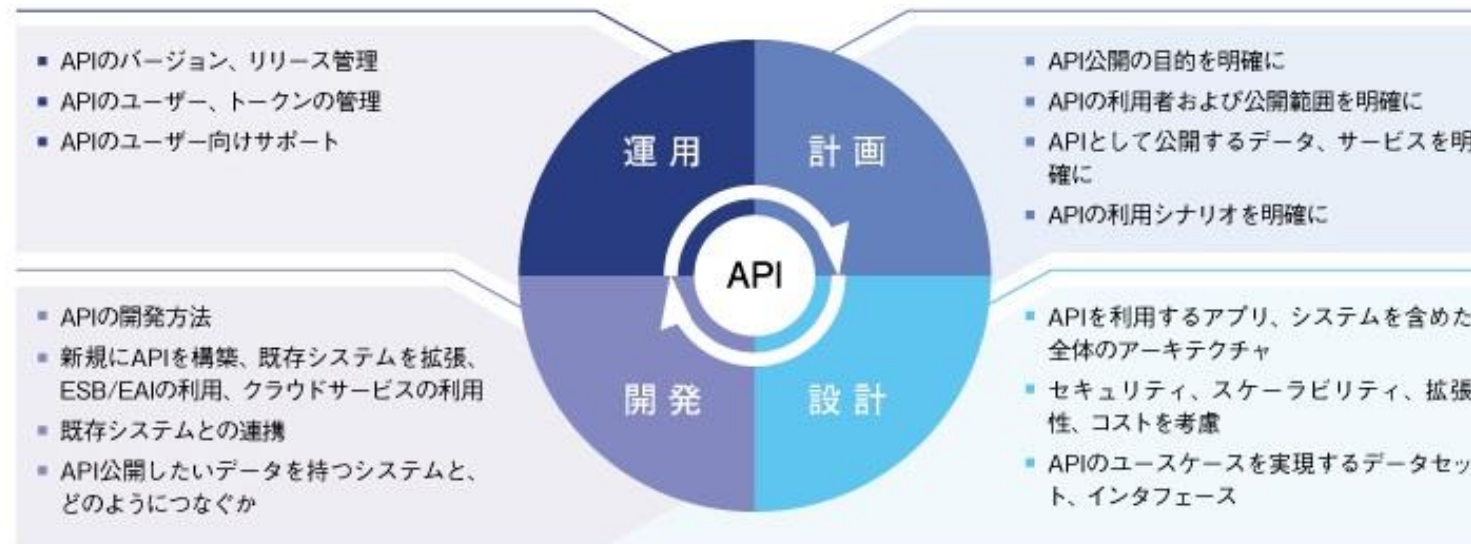 APIのバージョン、リリース管理
APIのユーザー、トークンの管理
APIのユーザー向けサポート
運用
計画
API公開の目的を明確に
APIの利用者および公開範囲を明確に
APIとして公開するデータ、サービスを明
確に
APIの利用シナリオを明確に
API
APIの開発方法
新規にAPIを構築、既存システムを拡張、
ESB/EAIの利用、クラウドサービスの利用
既存システムとの連携
API公開したいデータを持つシステムと、
どのようにつなぐか
開発
設計
APIを利用するアプリ、システムを含めた
全体のアーキテクチャ
セキュリティ、スケーラビリティ、拡張
性、コストを考慮
APIのユースケースを実現するデータセッ
ト、インタフェース